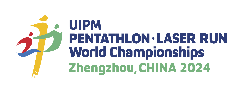 UIPM
PENTATHLON·LASER RUN
World Championships
Zhengzhou, CHINA 2024